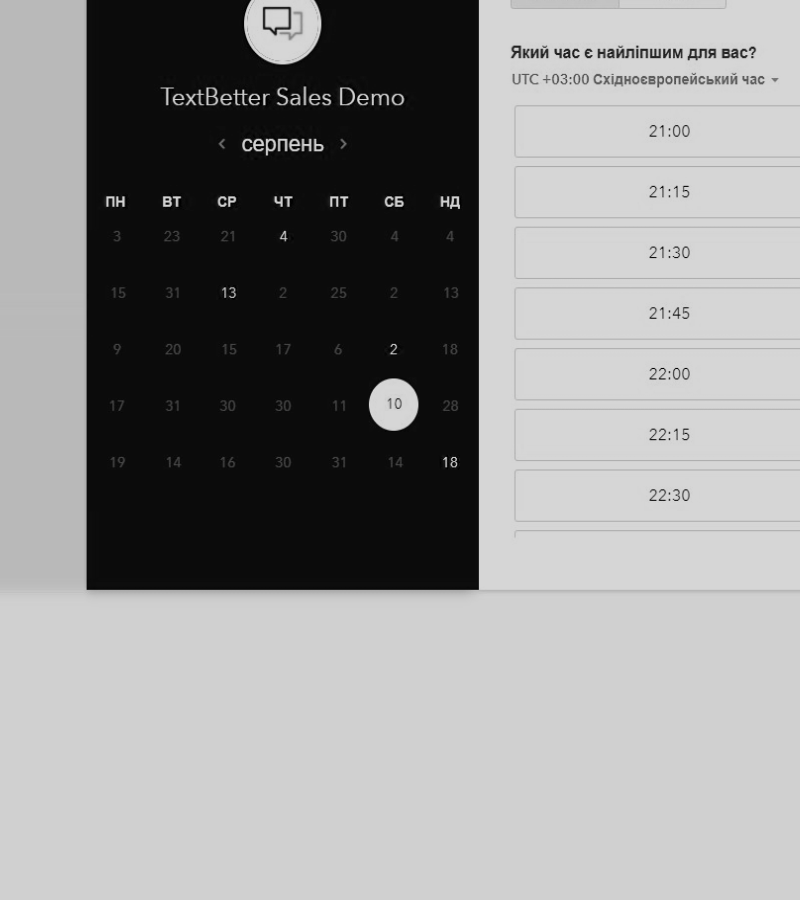 TextBetter Sales Demo
серпень
ПН ВТ СР ЧТ ПТ СБ НД
3 23 21 4 30 4 4
15 31 13 2 25 2 13
9 20 15 17 6 2 18
17 31 30 30 11 10 28
19 14 16 30 31 14 18
Який час є найліпшим для вас?
UTC +03:00 Східноєвропейський час
21:00
21:15
21:30
21:45
22:00
22:15
22:30